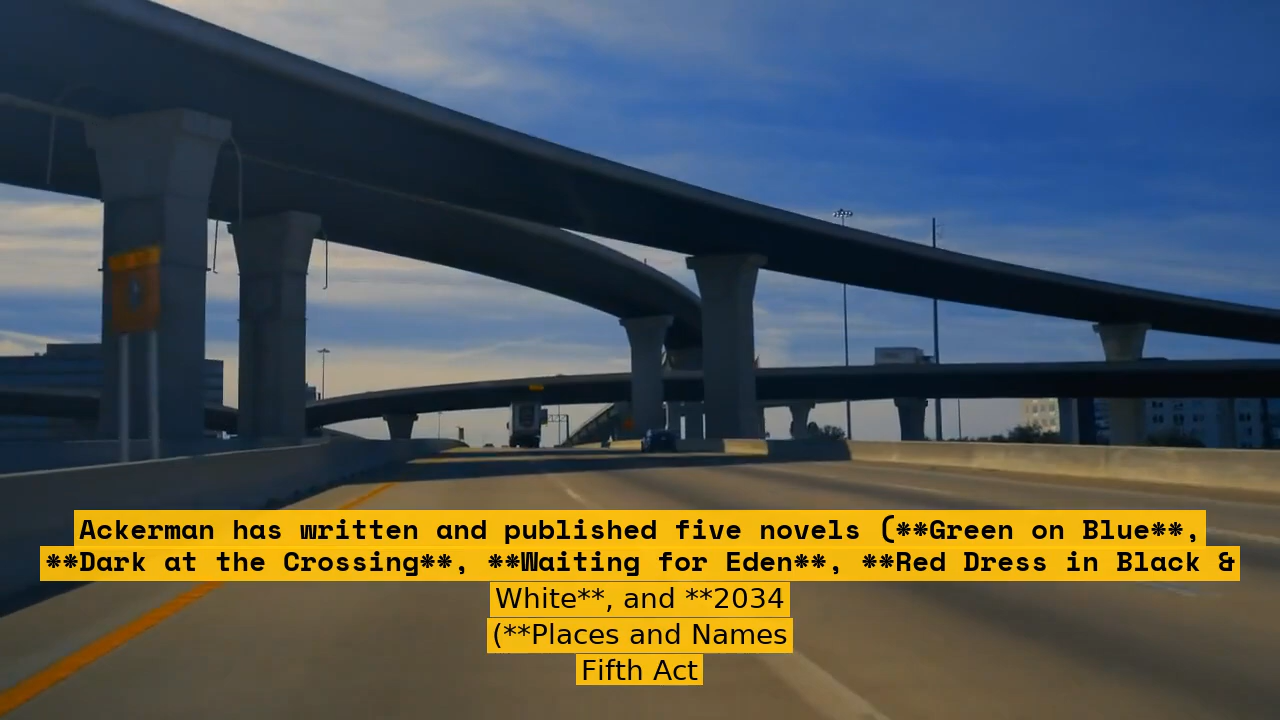 Ackerman has written and published five novels (**Green on Blue**,
**Dark at the Crossing**, **Waiting for Eden**, **Red Dress in Black &
White**, and **2034
(**Places and Names
Fifth Act